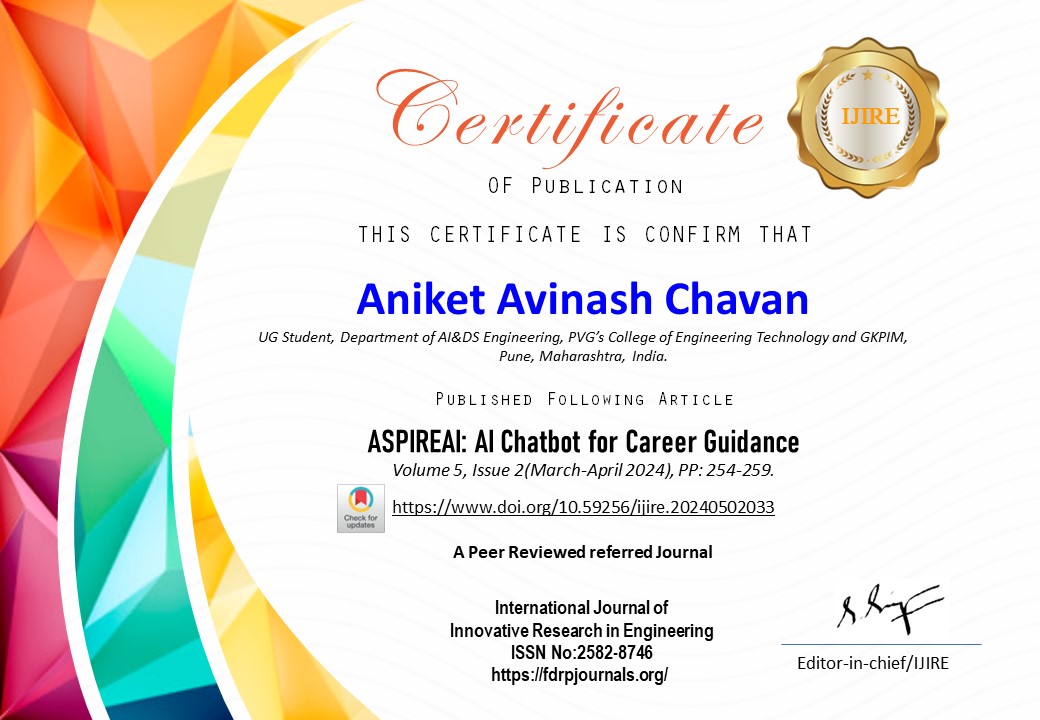 Certificate
IJIRE
OF PUBLICATION
THIS CERTIFICATE IS CONFIRM THAT
Aniket Avinash Chavan
UG Student, Department of AI&DS Engineering, PVG’s College of Engineering Technology and GKPIM,
Pune, Maharashtra, India.
PUBLISHED FOLLOWING ARTICLE
ASPIREAI: AI Chatbot for Career Guidance
Volume 5, Issue 2(March-April 2024), PP: 254-259.
Check for
updates
https://www.doi.org/10.59256/ijire.20240502033
A Peer Reviewed referred Journal
International Journal of
Innovative Research in Engineering
ISSN No:2582-8746
https://fdrpjournals.org/
Editor-in-chief/IJIRE